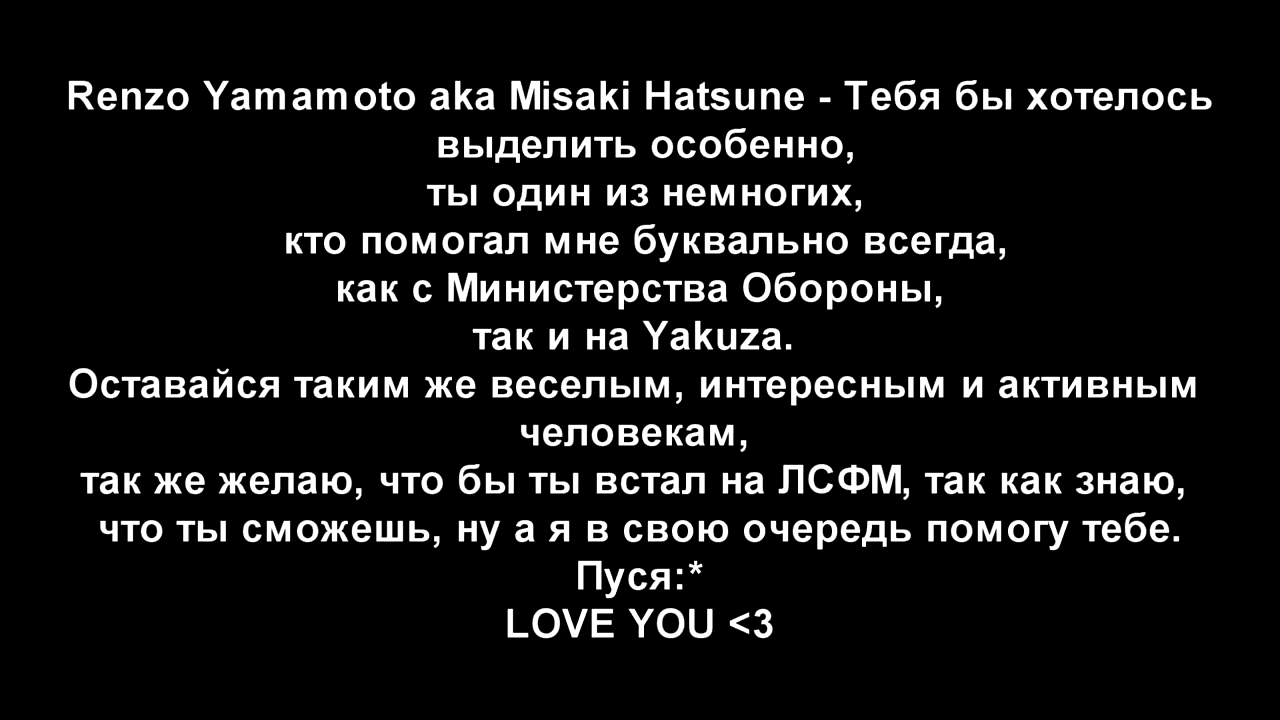 Renzo Yamamoto aka Misaki Hatsune - Тебя бы хотелось
выделить особенно,
ты один из немногих,
кто помогал мне буквально всегда,
как с Министерства Обороны,
так и на Yakuza.
Оставайся таким же веселым, интересным и активным
человекам,
так же желаю, что бы ты встал на ЛСФМ, так как знаю,
что ты сможешь, ну а я в свою очередь помогу тебе.
Пуся:*
LOVE YOU <3